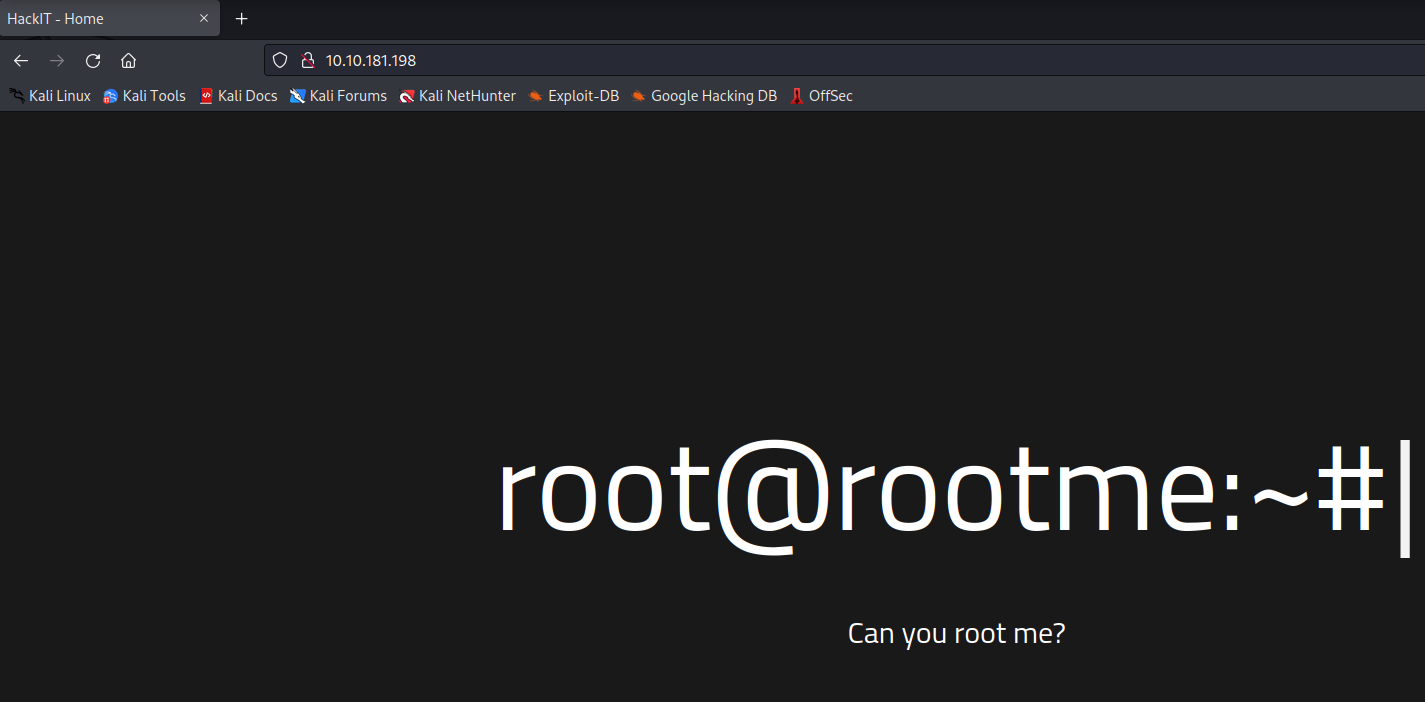 HackIT - Home
10.10.181.198
Kali Linux Kali Tools Kali Docs Kali Forums Kali NetHunter Exploit-DB Google Hacking DB OffSec
root@rootme:~#|
Can you root me?